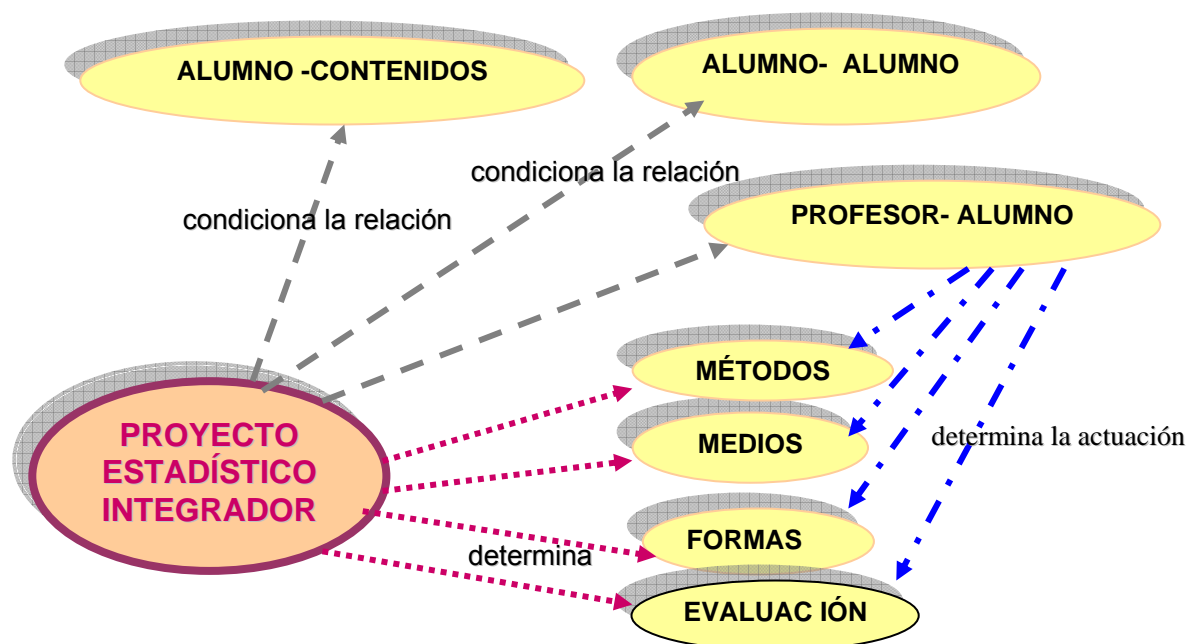 ALUMNO -CONTENIDOS
ALUMNO- ALUMNO
condiciona la relación
condiciona la relación
PROFESOR- ALUMNO
MÉTODOS
PROYECTO
ESTADÍSTICO
INTEGRADOR
MEDIOS
determina la actuación
FORMAS
determina
EVALUAC IÓN